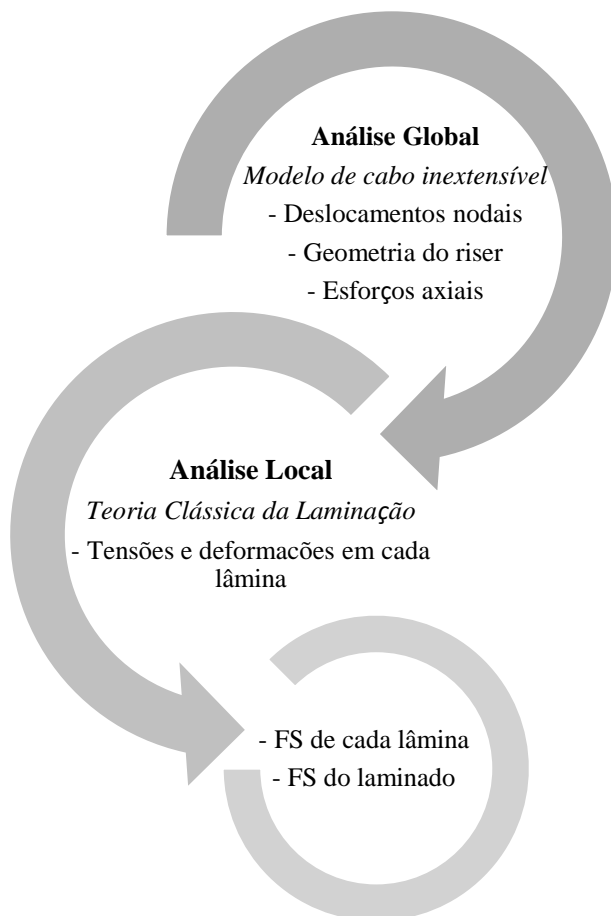 Análise Global
Modelo de cabo inextensível
- Deslocamentos nodais
- Geometria do riser
- Esforços axiais
Análise Local
Teoria Clássica da Laminação
- Tensões e deformacões em cada
lâmina
- FS de cada lâmina
- FS do laminado